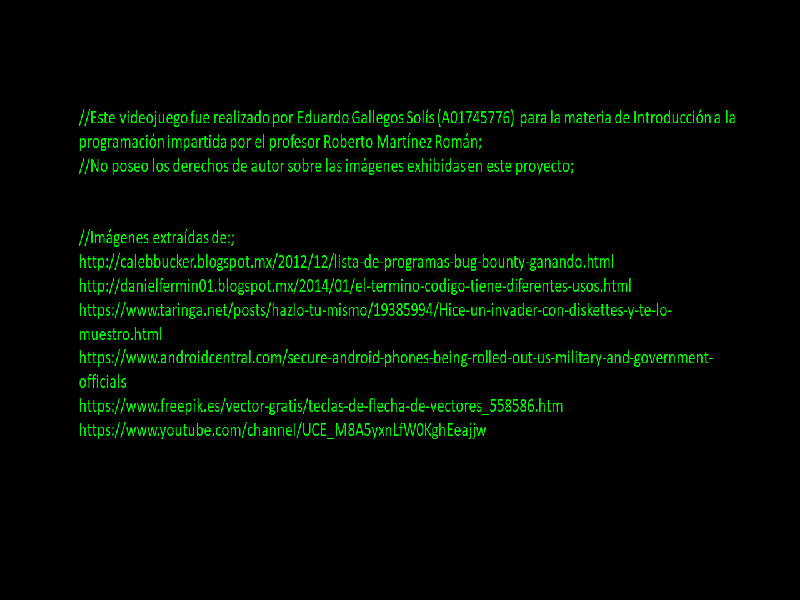 //Este videojuego fue realizado por Eduardo Gallegos Solís (A01745776) para la materia de Introducción a la
programación impartida por el profesor Roberto Martínez Román;
//No poseo los derechos de autor sobre las imágenes exhibidas en este proyecto;
//Imágenes extraídas de:;
http://calebbucker.blogspot.mx/2012/12/lista-de-programas-bug-bounty-ganando.html
http://danielfermin01.blogspot.mx/2014/01/el-termino-codigo-tiene-diferentes-usos.html
https://www.taringa.net/posts/hazlo-tu-mismo/19385994/Hice-un-invader-con-diskettes-y-te-lo-
muestro.html
https://www.androidcentral.com/secure-android-phones-being-rolled-out-us-military-and-government-
officials
https://www.freepik.es/vector-gratis/teclas-de-flecha-de-vectores_558586.htm
https://www.youtube.com/channel/UCE_M8A5yxnLfW0KghEeajjw